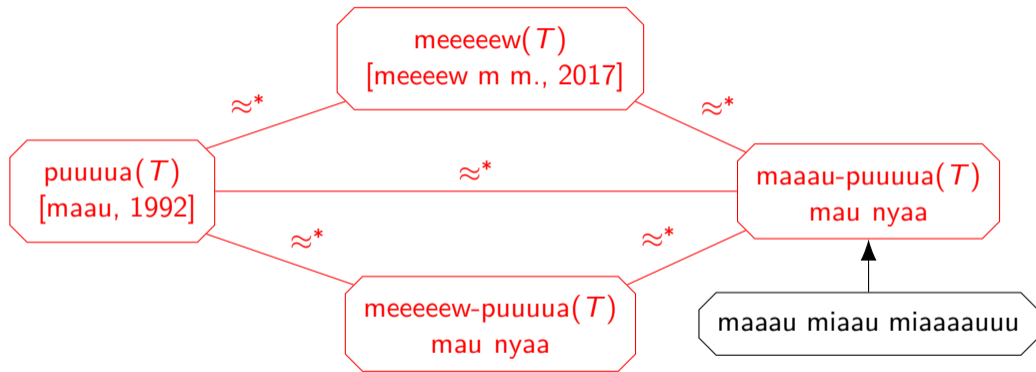 meeeeew(T)
[meeeew m m., 2017]
≈*
≈*
puuuua(T)
[maau, 1992]
≈*
maaau-puuuua(T)
mau nyaa
≈*
≈*
meeeeew-puuuua(T)
mau nyaa
maaau miaau miaaaauuu